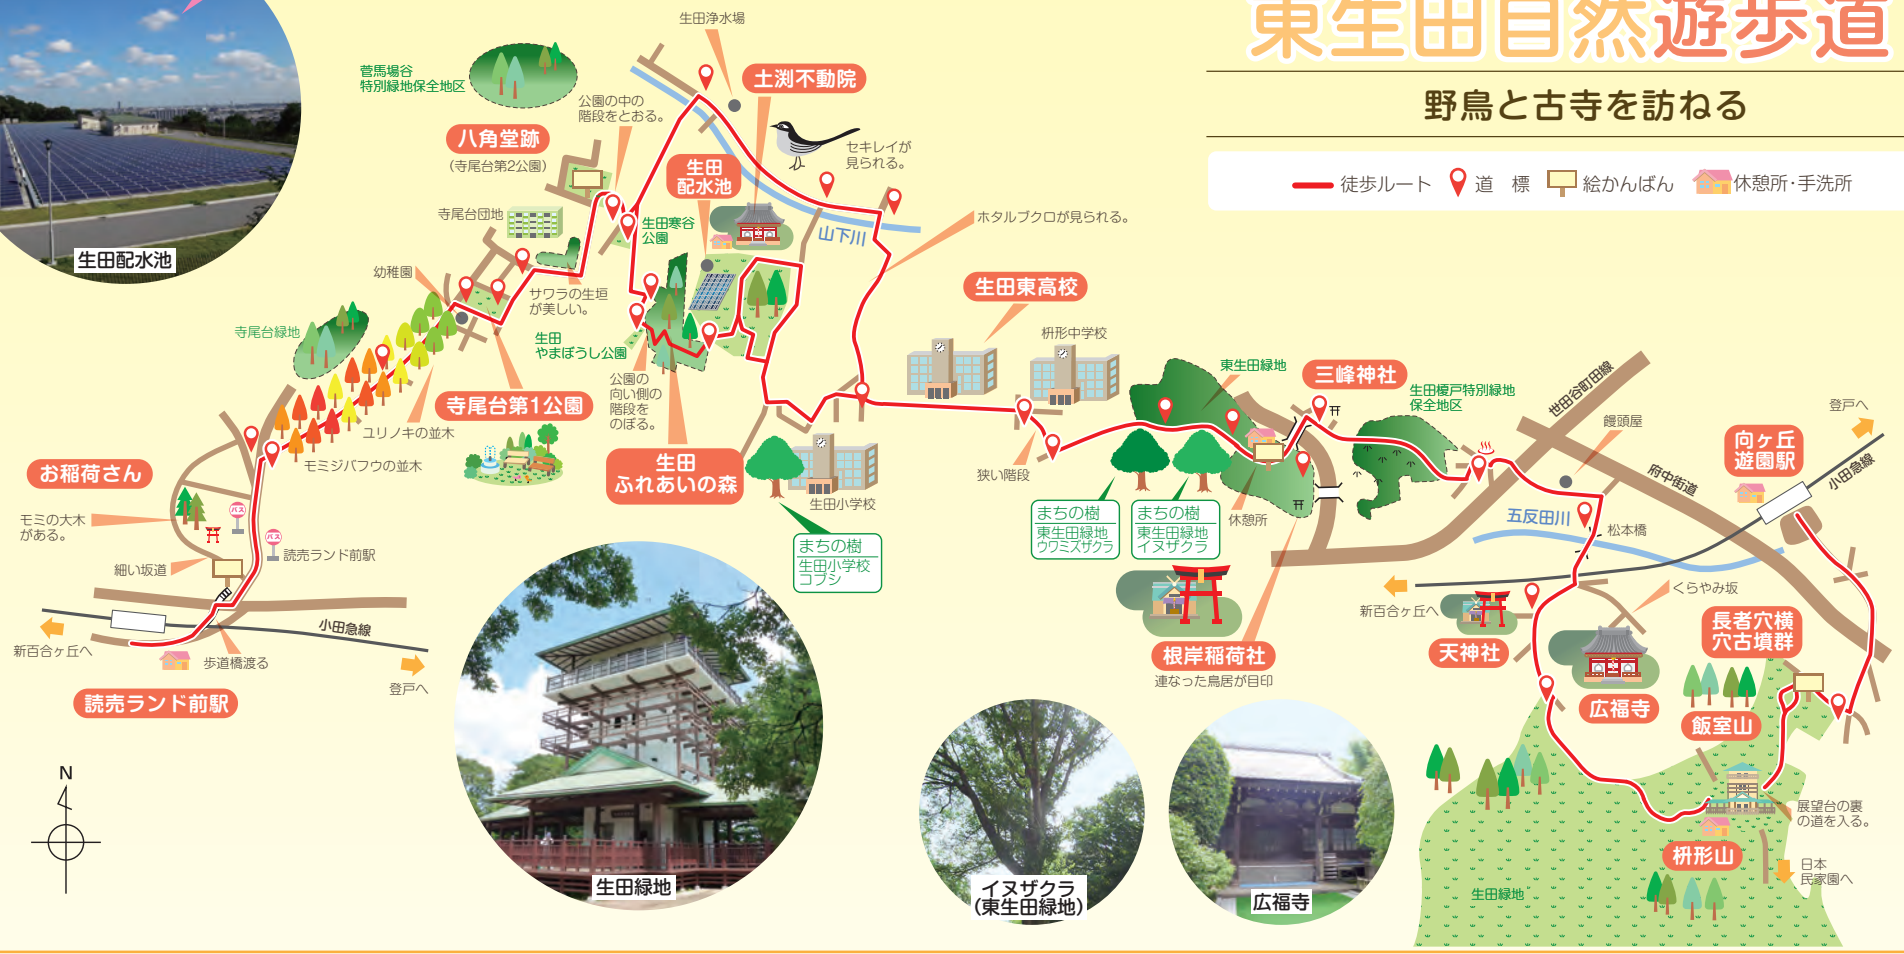 東生田自然遊歩道
野鳥と古寺を訪ねる
徒歩ルート
道 標
絵かんばん
休憩所・手洗所
生田配水池
菅馬場谷
特別緑地保全地区
生田浄水場
土渕不動院
公園の中の
階段をとおる。
八角堂跡
(寺尾台第2公園)
生田
配水池
セキレイが
見られる。
寺尾台団地
生田寒谷
公園
山下川
ホタルブクロが見られる。
幼稚園
サワラの生垣
が美しい。
生田
やまぼうし公園
寺尾台緑地
公園の
向い側の
階段を
のぼる。
寺尾台第1公園
ユリノキの並木
モミジバフウの並木
お稲荷さん
モミの大木
がある。
細い坂道
バス
バス
読売ランド前駅
小田急線
新百合ヶ丘へ
歩道橋渡る
登戸へ
読売ランド前駅
生田
ふれあいの森
生田小学校
まちの樹
生田小学校
コブシ
生田東高校
枡形中学校
狭い階段
東生田緑地
三峰神社
生田榎戸特別緑地
保全地区
まちの樹
東生田緑地
ウワミズザクラ
まちの樹
東生田緑地
イヌザクラ
休憩所
根岸稲荷社
連なった鳥居が目印
世田谷町田線
饅頭屋
府中街道
向ヶ丘
遊園駅
登戸へ
小田急線
五反田川
松本橋
新百合ヶ丘へ
くらやみ坂
天神社
広福寺
長者穴横
穴古墳群
飯室山
展望台の裏
の道を入る。
枡形山
日本
民家園へ
生田緑地
N
生田緑地
イヌザクラ
(東生田緑地)
広福寺